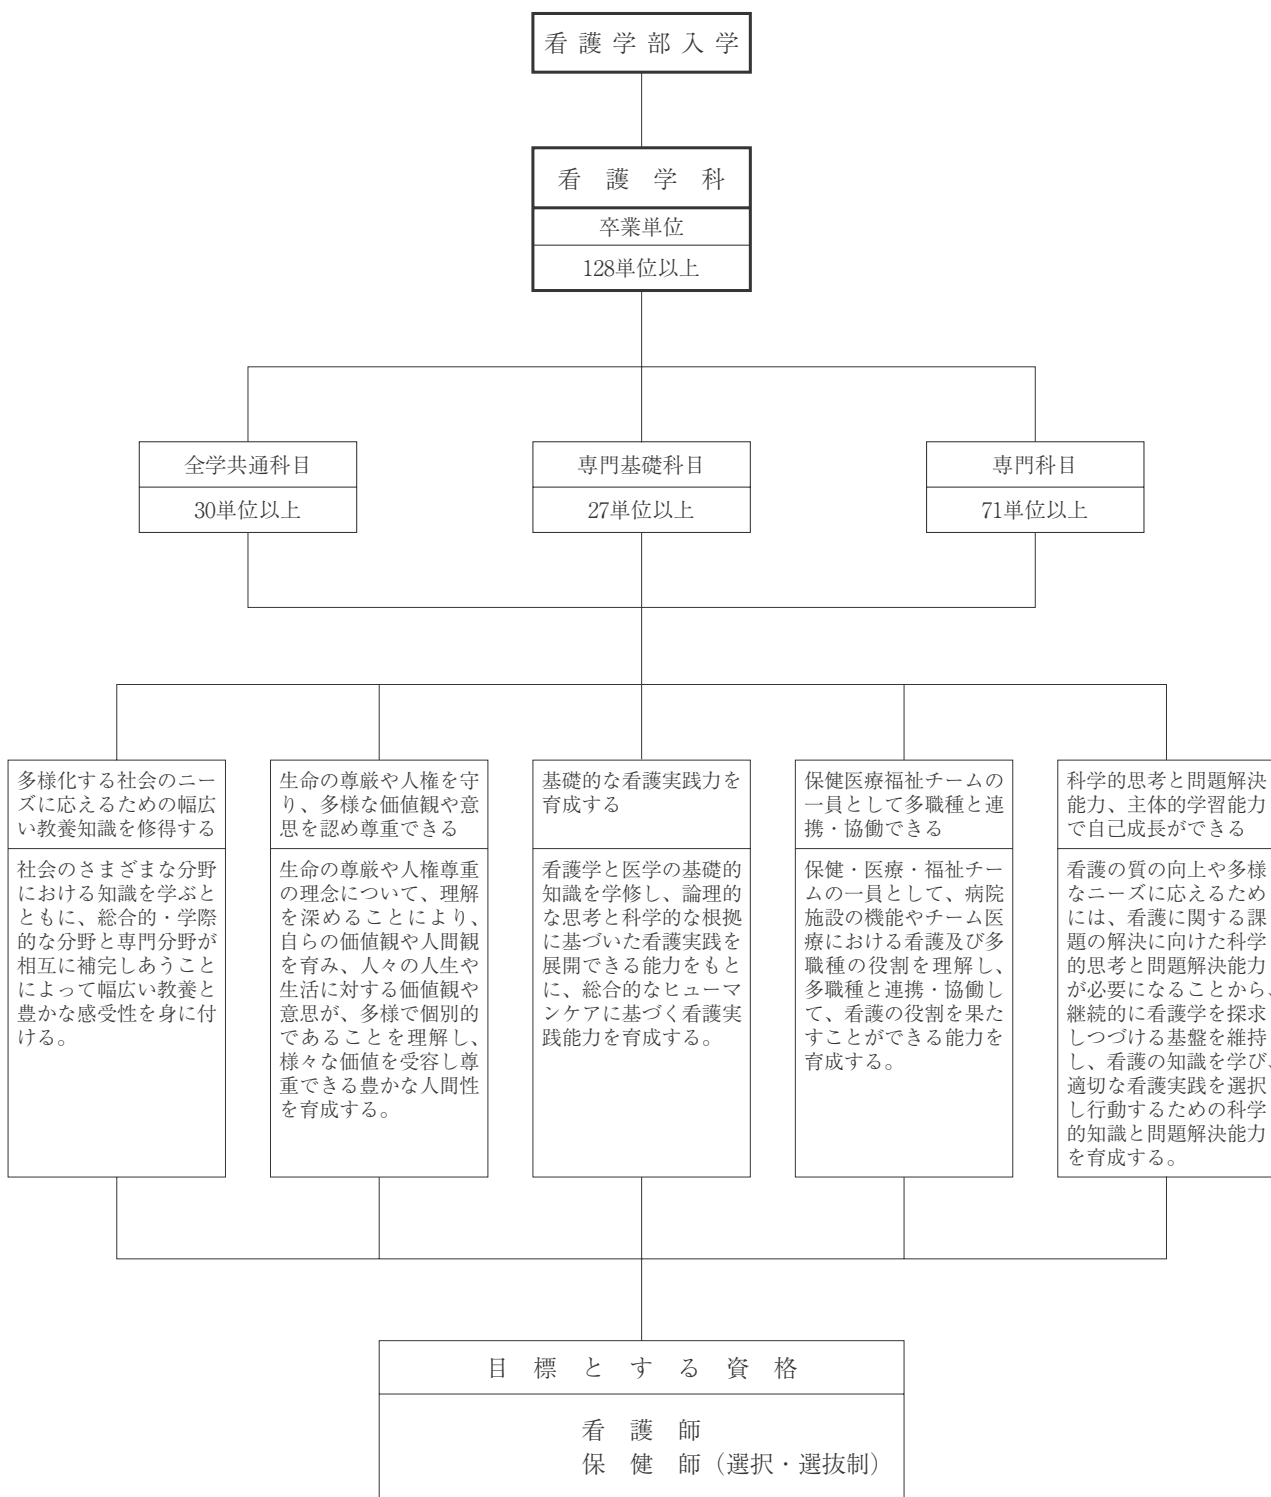 看護学部入学
看護学科
卒業単位
128単位以上
全学共通科目
30単位以上
専門基礎科目
27単位以上
専門科目
71単位以上
多様化する社会のニー
ズに応えるための幅広
い教養知識を修得する
社会のさまざまな分野
における知識を学ぶと
ともに、総合的・学際
的な分野と専門分野が
相互に補完しあうこと
によって幅広い教養と
豊かな感受性を身に付
ける。
生命の尊厳や人権を守
り、多様な価値観や意
思を認め尊重できる
生命の尊厳や人権尊重
の理念について、理解
を深めることにより、
自らの価値観や人間観
を育み、人々の人生や
生活に対する価値観や
意思が、多様で個別的
であることを理解し、
様々な価値を受容し尊
重できる豊かな人間性
を育成する。
基礎的な看護実践力を
育成する
看護学と医学の基礎的
知識を学修し、論理的
な思考と科学的な根拠
に基づいた看護実践を
展開できる能力をもと
に、総合的なヒューマ
ンケアに基づく看護実
践能力を育成する。
保健医療福祉チームの
一員として多職種と連
携・協働できる
保健・医療・福祉チー
ムの一員として、病院
施設の機能やチーム医
療における看護及び多
職種の役割を理解し、
多職種と連携・協働し
て、看護の役割を果た
すことができる能力を
育成する。
科学的思考と問題解決
能力、主体的学習能力
で自己成長ができる
看護の質の向上や多様
なニーズに応えるため
には、看護に関する課
題の解決に向けた科学
的思考と問題解決能力
が必要になることから、
継続的に看護学を探求
しつづける基盤を維持
し、看護の知識を学び、
適切な看護実践を選択
し行動するための科学
的知識と問題解決能力
を育成する。
目標とする資格
看護師
保健師（選択・選抜制）